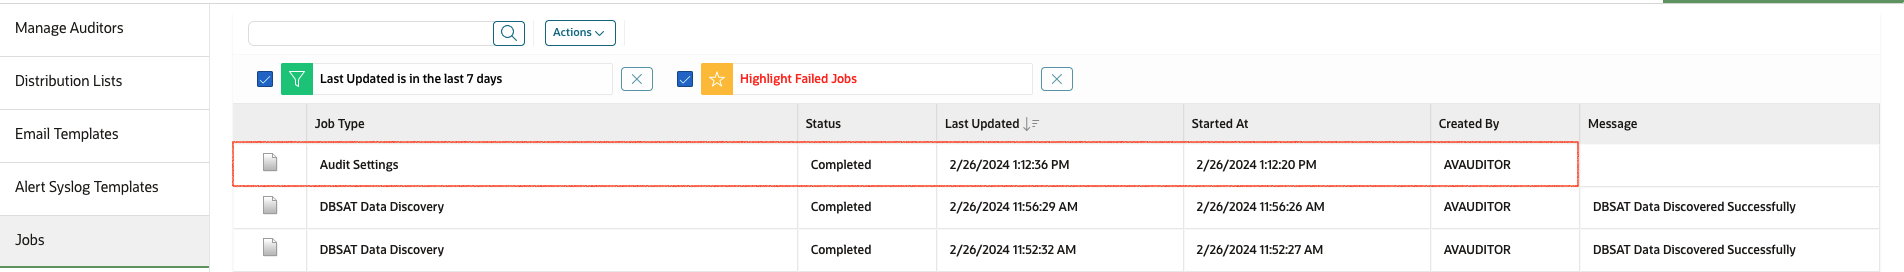 Manage Auditors
Distribution Lists
Email Templates
Alert Syslog Templates
Jobs
Actions
Last Updated is in the last 7 days
Highlight Failed Jobs
Job Type Status Last Updated Started At Created By Message
Audit Settings Completed 2/26/2024 1:12:36 PM 2/26/2024 1:12:20 PM AVAUDITOR
DBSAT Data Discovery Completed 2/26/2024 11:56:29 AM 2/26/2024 11:56:26 AM AVAUDITOR DBSAT Data Discovered Successfully
DBSAT Data Discovery Completed 2/26/2024 11:52:32 AM 2/26/2024 11:52:27 AM AVAUDITOR DBSAT Data Discovered Successfully